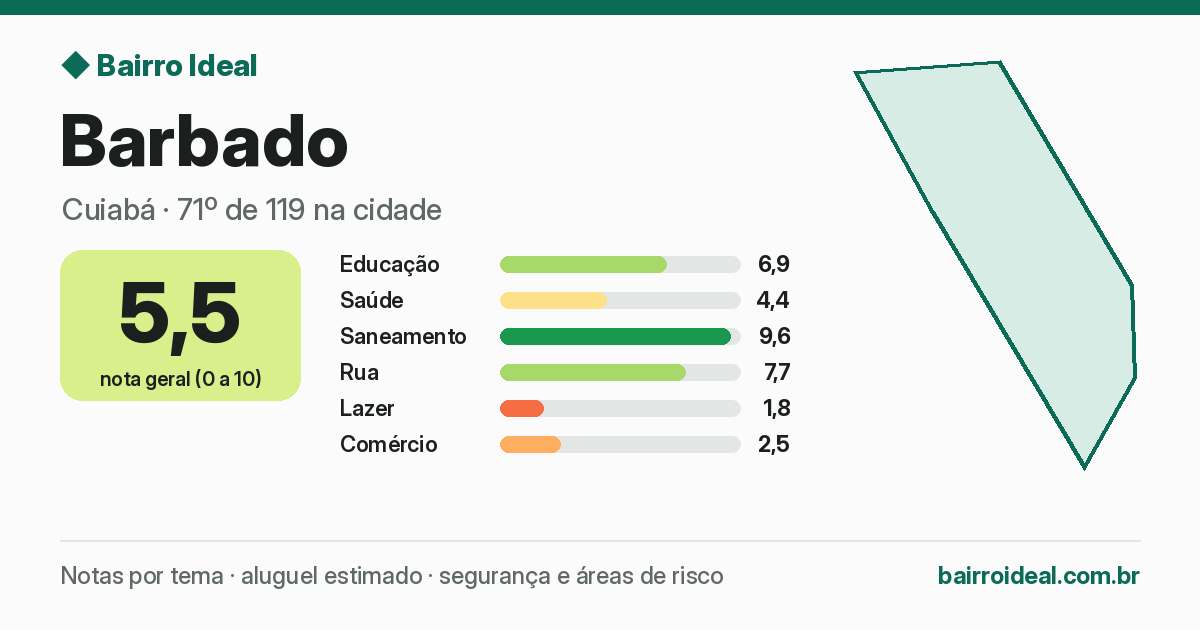 Bairro Ideal
Barbado
Cuiabá · 71º de 119 na cidade
5,5
nota geral (0 a 10)
Educação 6,9
Saúde 4,4
Saneamento 9,6
Rua 7,7
Lazer 1,8
Comércio 2,5
Notas por tema · aluguel estimado · segurança e áreas de risco
bairroideal.com.br